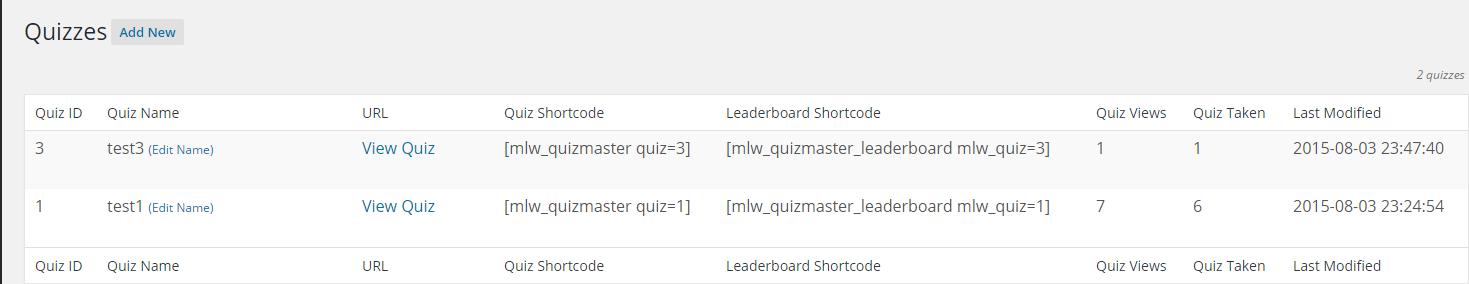 Quizzes Add New
2 quizzes
Quiz ID Quiz Name URL Quiz Shortcode Leaderboard Shortcode Quiz Views Quiz Taken Last Modified
3 test3 (Edit Name) View Quiz [mlw_quizmaster quiz=3] [mlw_quizmaster_leaderboard mlw_quiz=3] 1 1 2015-08-03 23:47:40
1 test1 (Edit Name) View Quiz [mlw_quizmaster quiz=1] [mlw_quizmaster_leaderboard mlw_quiz=1] 7 6 2015-08-03 23:24:54
Quiz ID Quiz Name URL Quiz Shortcode Leaderboard Shortcode Quiz Views Quiz Taken Last Modified